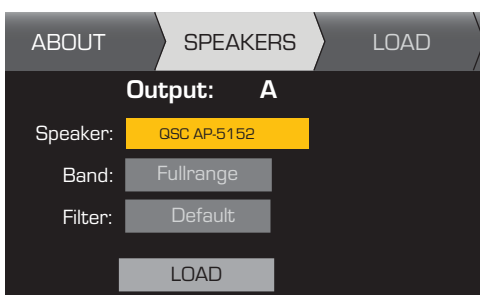 ABOUT SPEAKERS LOAD
Output: A
Speaker: QSC AP-5152
Band: Fullrange
Filter: Default
LOAD